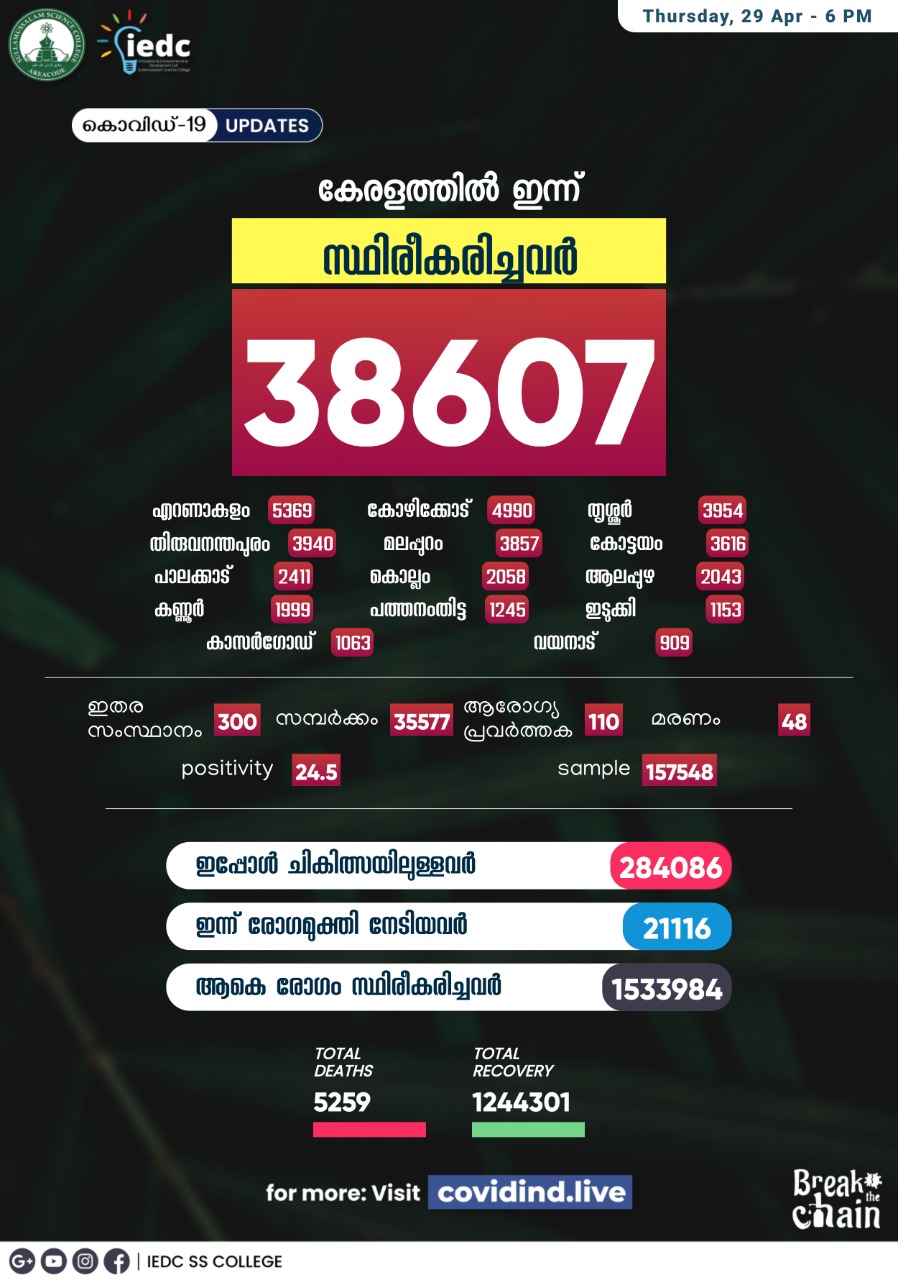 Thursday, 29 Apr - 6 PM
SULLAMUSSALAM SCIENCE COLLEGE
AREACODE
iedc
കൊവിഡ്-19 UPDATES
കേരളത്തിൽ ഇന്ന്
സ്ഥിരീകരിച്ചവർ
38607
എറണാകുളം 5369 കോഴിക്കോട് 4990 തൃശ്ശൂർ 3954
തിരുവനന്തപുരം 3940 മലപ്പുറം 3857 കോട്ടയം 3616
പാലക്കാട് 2411 കൊല്ലം 2058 ആലപ്പുഴ 2043
കണ്ണൂർ 1999 പത്തനംതിട്ട 1245 ഇടുക്കി 1153
കാസർഗോഡ് 1063 വയനാട് 909
ഇതര
സംസ്ഥാനം 300 സമ്പർക്കം 35577 ആരോഗ്യ
പ്രവർത്തക 110 മരണം 48
positivity 24.5 sample 157548
ഇപ്പോൾ ചികിത്സയിലുള്ളവർ 284086
ഇന്ന് രോഗമുക്തി നേടിയവർ 21116
ആകെ രോഗം സ്ഥിരീകരിച്ചവർ 1533984
TOTAL
DEATHS
5259
TOTAL
RECOVERY
1244301
for more: Visit covidind.live
Break
the
chain
IEDC SS COLLEGE